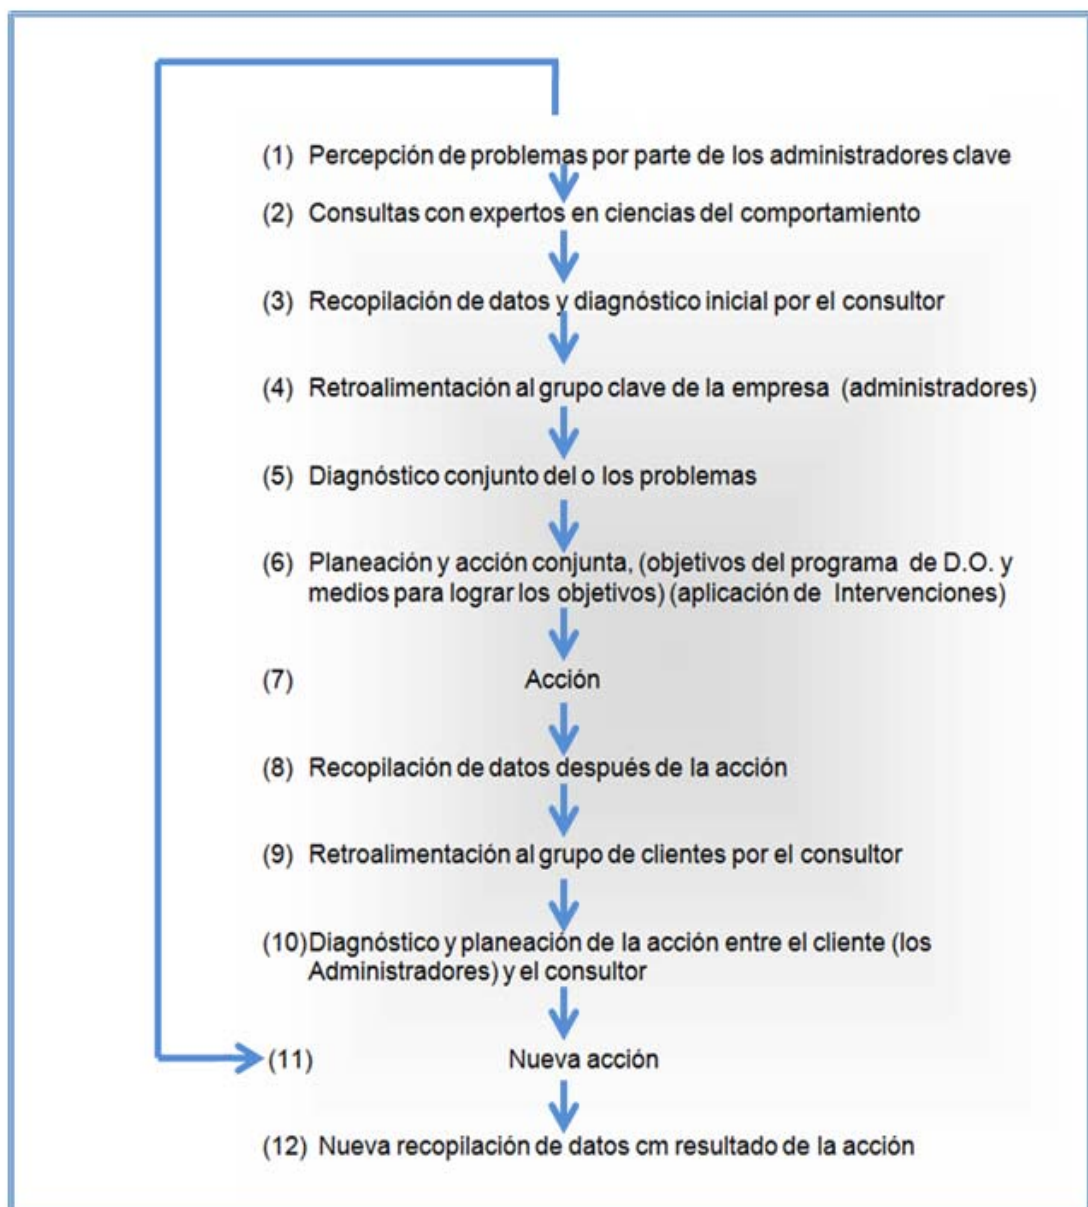 (1) Percepción de problemas por parte de los administradores clave
(2) Consultas con expertos en ciencias del comportamiento
(3) Recopilación de datos y diagnóstico inicial por el consultor
(4) Retroalimentación al grupo clave de la empresa (administradores)
(5) Diagnóstico conjunto del o los problemas
(6) Planeación y acción conjunta, (objetivos del programa de D.O. y
medios para lograr los objetivos) (aplicación de Intervenciones)
(7) Acción
(8) Recopilación de datos después de la acción
(9) Retroalimentación al grupo de clientes por el consultor
(10) Diagnóstico y planeación de la acción entre el cliente (los
Administradores) y el consultor
(11) Nueva acción
(12) Nueva recopilación de datos cm resultado de la acción